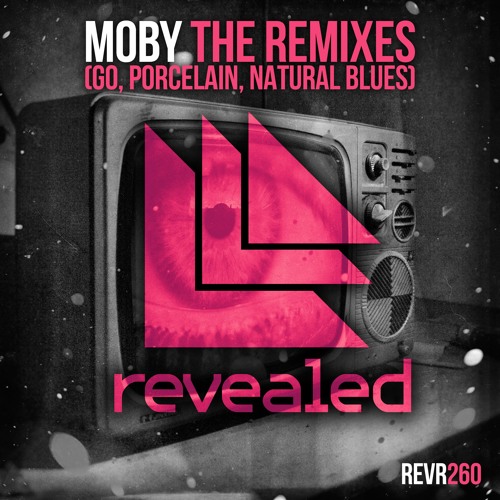 MOBY THE REMIXES
(GO, PORCELAIN, NATURAL BLUES)
revealed
REVR260